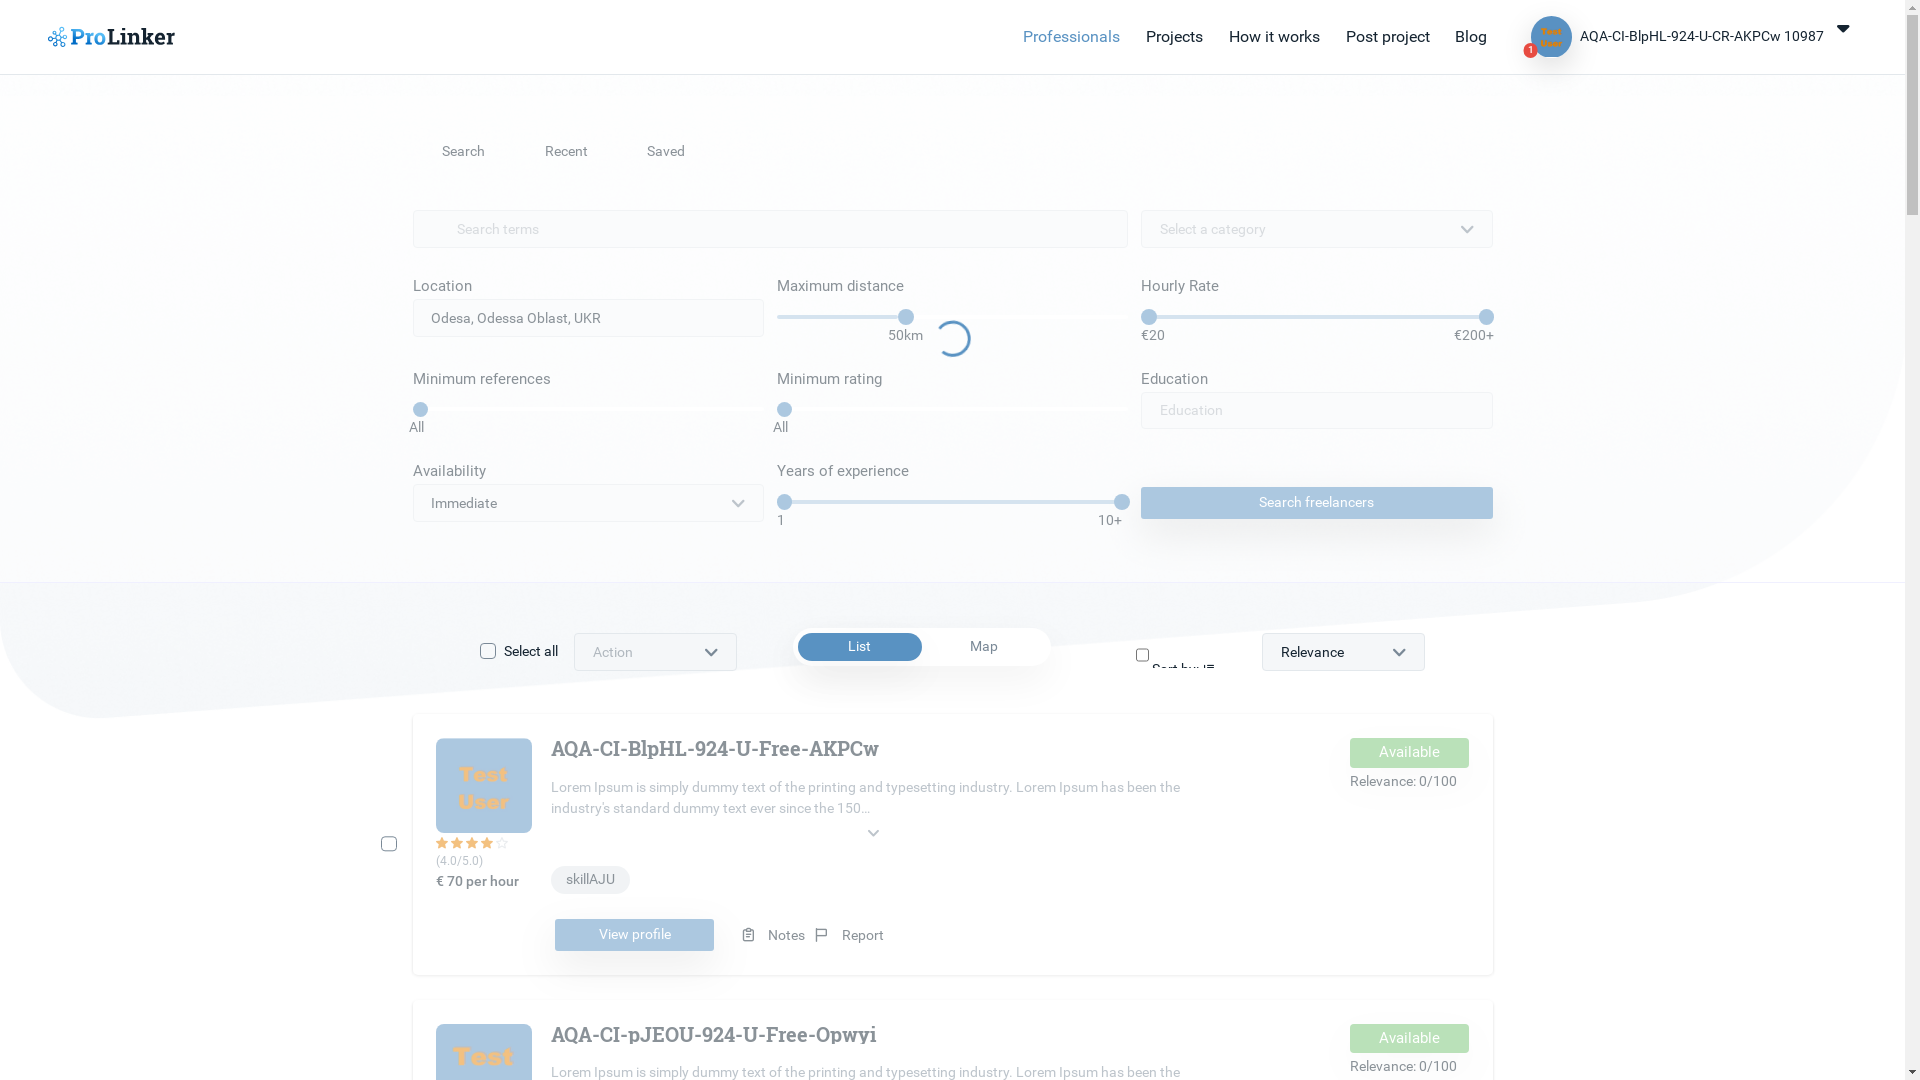 ProLinker
Professionals
Projects
How it works
Post project
Blog
Test
User
1
AQA-CI-BlpHL-924-U-CR-AKPCw 10987
Search
Recent
Saved
Search terms
Select a category
Location
Maximum distance
Hourly Rate
Odesa, Odessa Oblast, UKR
50km
€20
€200+
Minimum references
Minimum rating
Education
All
All
Education
Availability
Years of experience
Immediate
1
10+
Search freelancers
Select all
Action
List
Map
Sort by:
Relevance
Test
User
(4.0/5.0)
€ 70 per hour
AQA-CI-BlpHL-924-U-Free-AKPCw
Lorem Ipsum is simply dummy text of the printing and typesetting industry. Lorem Ipsum has been the
industry's standard dummy text ever since the 150...
skillAJU
View profile
Notes
Report
Available
Relevance: 0/100
Test
AQA-CI-pJEOU-924-U-Free-Opwyi
Lorem Ipsum is simply dummy text of the printing and typesetting industry. Lorem Ipsum has been the
Available
Relevance: 0/100